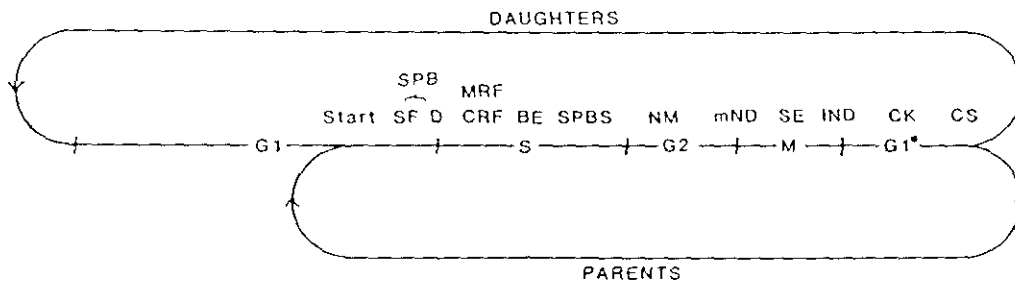 DAUGHTERS
SPB
MRF
Start SF D CRF BE SPBS NM mND SE IND CK CS
G1 S G2 M G1*
PARENTS